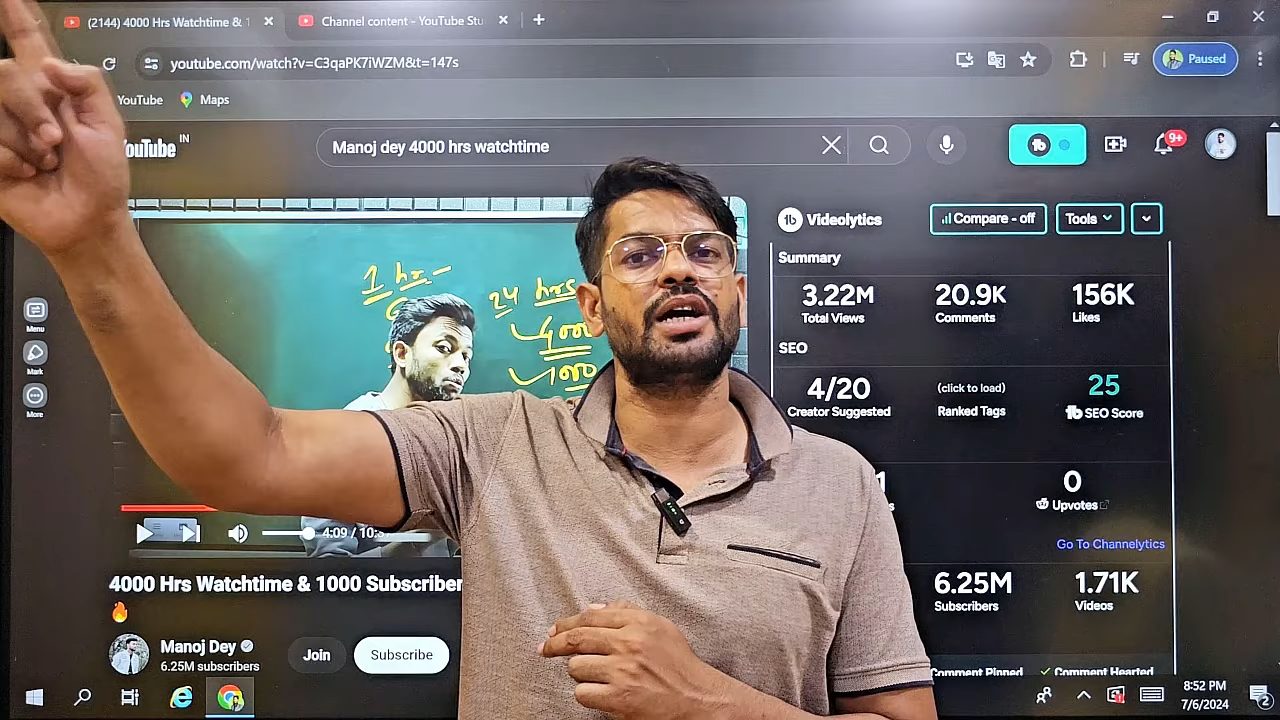 (2144) 4000 Hrs Watchtime & 1
Channel content - YouTube Stu
youtube.com/watch?v=C3qaPK7iWZM&t=147s
Paused
YouTube
Maps
IN
Manoj dey 4000 hrs watchtime
9+
1 hr -
24 hrs
Videolytics
Compare - off
Tools
Summary
3.22M
20.9K
156K
Total Views
Comments
Likes
SEO
4/20
(click to load)
25
Creator Suggested
Ranked Tags
SEO Score
Menu
Mark
More
0
Upvotes
4:09 / 10:
Go To Channelytics
4000 Hrs Watchtime & 1000 Subscriber
6.25M
1.71K
Subscribers
Videos
Manoj Dey
6.25M subscribers
Join
Subscribe
Comment Pinned
Comment Hearted
8:52 PM
7/6/2024
2